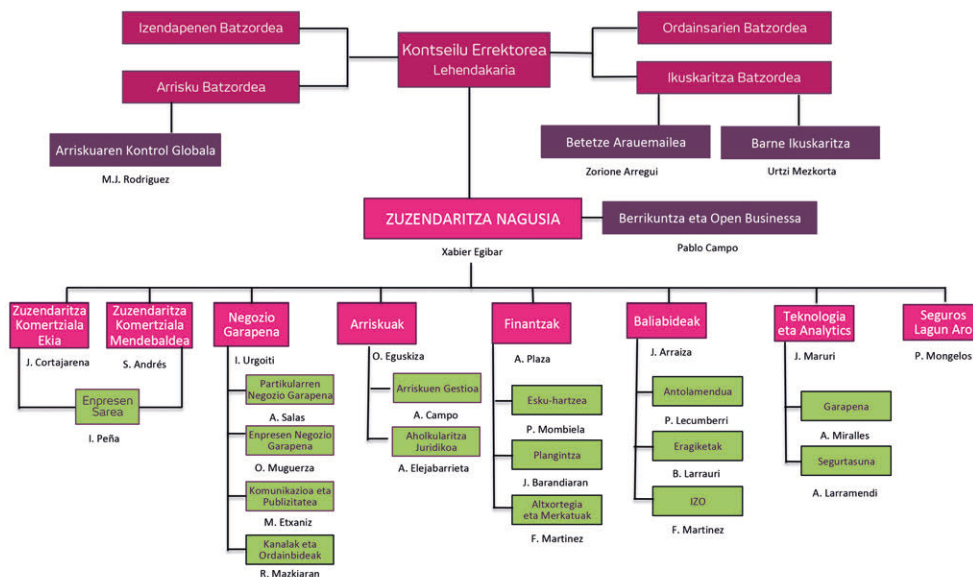 Izendapenen Batzordea
Kontseilu Errektorea
Lehendakaria
Ordainsarien Batzordea
Arrisku Batzordea
Ikuskaritza Batzordea
Arriskuaren Kontrol Globala
M.J. Rodriguez
Betetze Arauemailea
Zorione Arregui
Barne Ikuskaritza
Urtzi Mezkorta
ZUZENDARITZA NAGUSIA
Xabier Egibar
Berrikuntza eta Open Businessa
Pablo Campo
Zuzendaritza
Komertziala
Ekia
J. Cortajarena
Zuzendaritza
Komertziala
Mendebaldea
S. Andrés
Enpresen
Sarea
I. Peña
Negozio
Garapena
I. Urgoiti
Partikularren
Negozio Garapena
A. Salas
Enpresen Negozio
Garapena
O. Muguerza
Komunikazioa eta
Publizitatea
M. Etxaniz
Kanalak eta
Ordainbideak
R. Mazkiaran
Arriskuak
O. Eguskiza
Arriskuen Gestioa
A. Campo
Aholkularitza
Juridikoa
A. Elejabarrieta
Finantzak
A. Plaza
Esku-hartzea
P. Mombiela
Plangintza
J. Barandiaran
Altxortegia
eta Merkatuak
F. Martinez
Baliabideak
J. Arraiza
Antolamendua
P. Lecumberri
Eragiketak
B. Larrauri
IZO
F. Martinez
Teknologia
eta Analytics
J. Maruri
Garapena
A. Miralles
Segurtasuna
A. Larramendi
Seguros
Lagun Aro
P. Mongelos